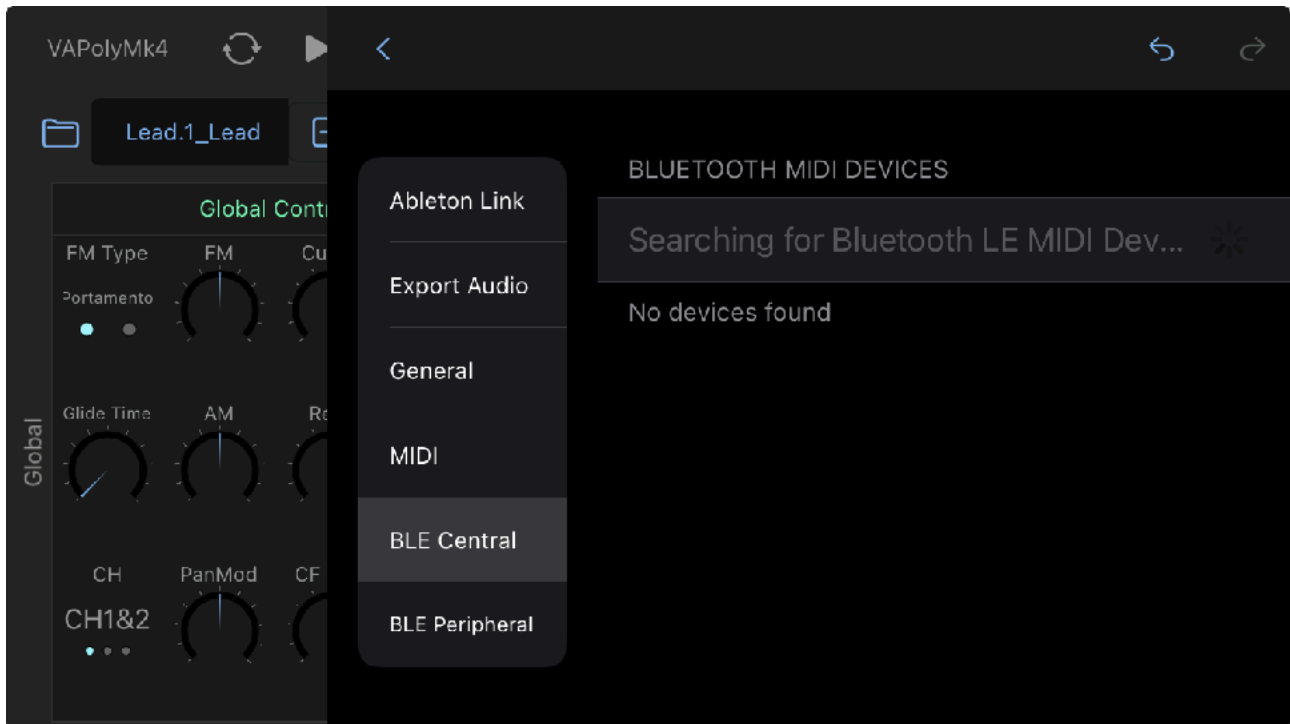 VAPolyMk4
Lead.1_Lead
Global Contr
FM Type
FM
Cu
Portamento
Glide Time
AM
Ro
Global
CH
PanMod
CF
CH1&2
Ableton Link
Export Audio
General
MIDI
BLE Central
BLE Peripheral
BLUETOOTH MIDI DEVICES
Searching for Bluetooth LE MIDI Dev...
No devices found